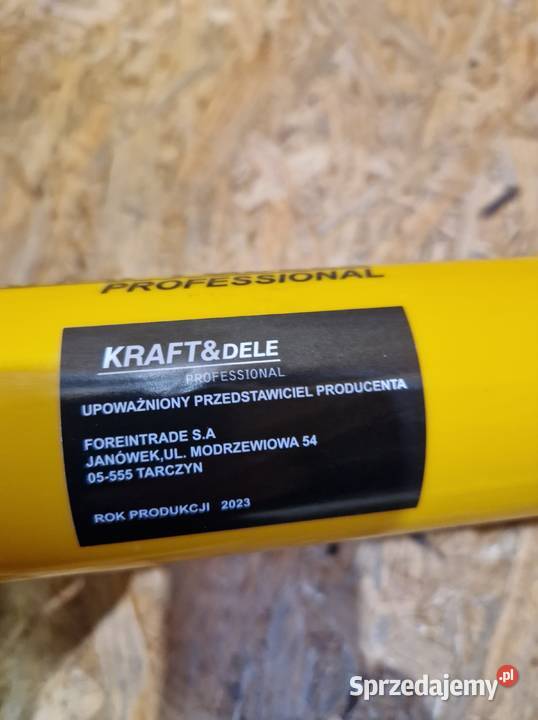 PROFESSIONAL
KRAFT&DELE
PROFESSIONAL
UPOWAŻNIONY PRZEDSTAWICIEL PRODUCENTA
FOREINTRADE S.A
JANÓWEK,UL. MODRZEWIOWA 54
05-555 TARCZYN
ROK PRODUKCJI 2023
Sprzedajemy.pl